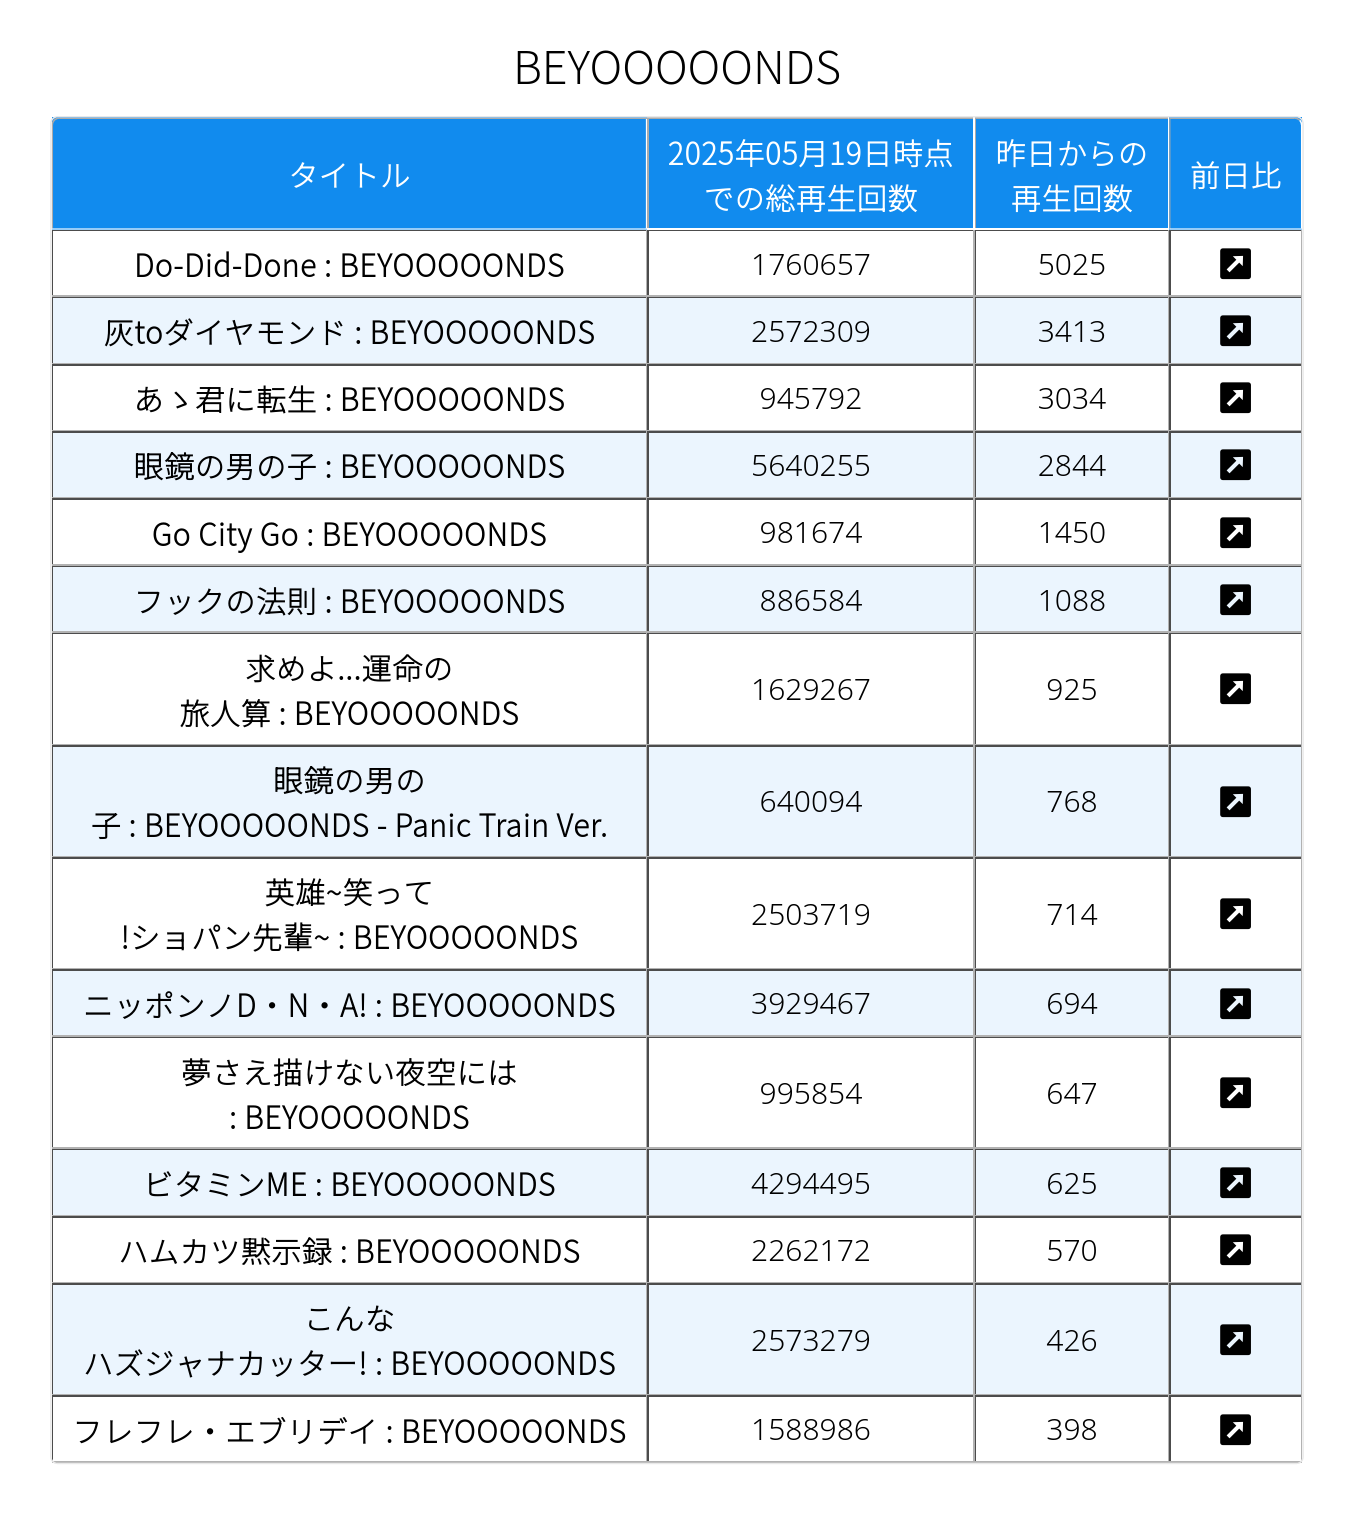 BEYOOOOONDS
タイトル
2025年05月19日時点
での総再生回数
昨日からの
再生回数
前日比
Do-Did-Done : BEYOOOOONDS
1760657
5025
灰toダイヤモンド : BEYOOOOONDS
2572309
3413
あゝ君に転生 : BEYOOOOONDS
945792
3034
眼鏡の男の子 : BEYOOOOONDS
5640255
2844
Go City Go : BEYOOOOONDS
981674
1450
フックの法則 : BEYOOOOONDS
886584
1088
求めよ...運命の
旅人算 : BEYOOOOONDS
1629267
925
眼鏡の男の
子 : BEYOOOOONDS - Panic Train Ver.
640094
768
英雄~笑って
!ショパン先輩~ : BEYOOOOONDS
2503719
714
ニッポンノD・N・A! : BEYOOOOONDS
3929467
694
夢さえ描けない夜空には
: BEYOOOOONDS
995854
647
ビタミンME : BEYOOOOONDS
4294495
625
ハムカツ黙示録 : BEYOOOOONDS
2262172
570
こんな
ハズジャナカッター! : BEYOOOOONDS
2573279
426
フレフレ・エブリデイ : BEYOOOOONDS
1588986
398